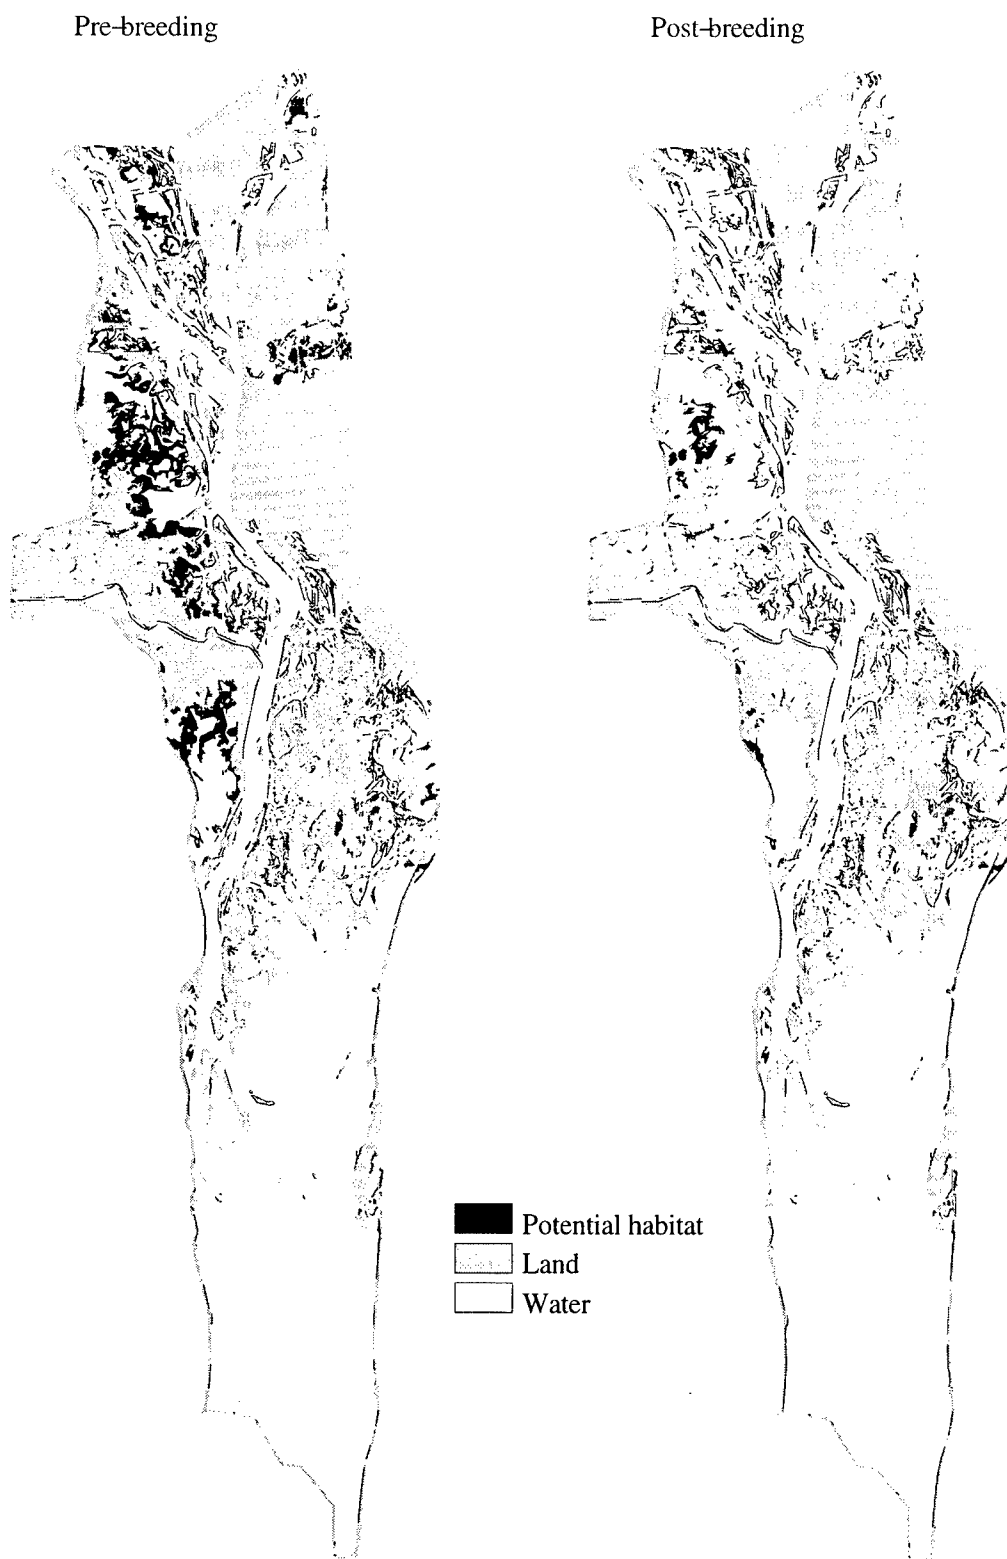 Pre-breeding
Post-breeding
Potential habitat
Land
Water